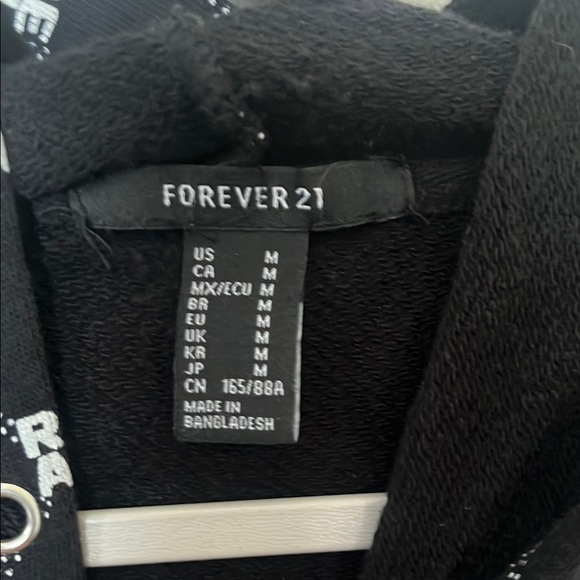 E
FOREVER 21
US M
CA M
MX/ECU M
BR M
EU M
UK M
KR M
JP M
CN 165/88A
MADE IN
BANGLADESH
R
A